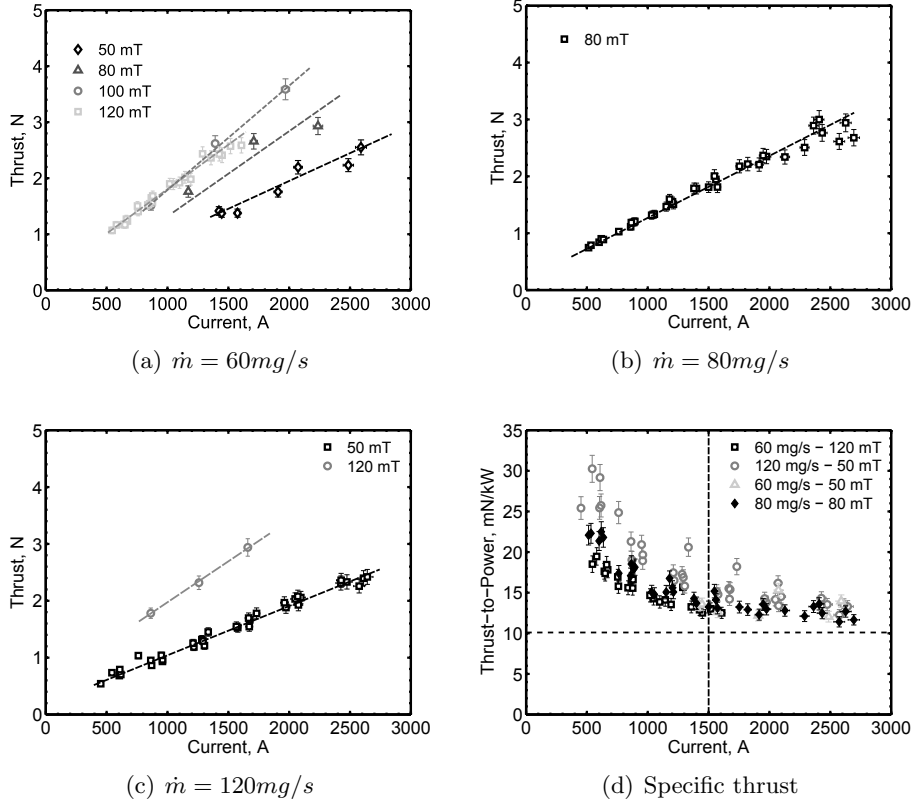 5
4
3
2
1
0
Thrust, N
50 mT
80 mT
100 mT
120 mT
0 500 1000 1500 2000 2500 3000
Current, A
(a) ṁ = 60mg/s
5
4
3
2
1
0
Thrust, N
80 mT
0 500 1000 1500 2000 2500 3000
Current, A
(b) ṁ = 80mg/s
5
4
3
2
1
0
Thrust, N
50 mT
120 mT
0 500 1000 1500 2000 2500 3000
Current, A
(c) ṁ = 120mg/s
35
30
25
20
15
10
5
0
Thrust−to−Power, mN/kW
60 mg/s − 120 mT
120 mg/s − 50 mT
60 mg/s − 50 mT
80 mg/s − 80 mT
0 500 1000 1500 2000 2500 3000
Current, A
(d) Specific thrust